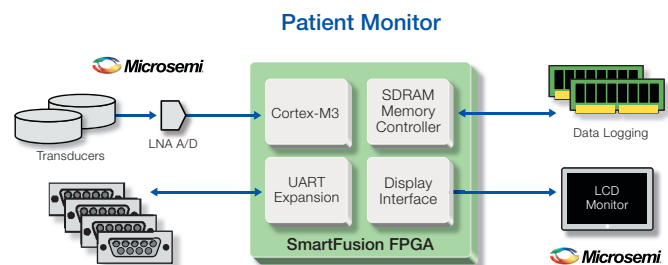 Patient Monitor
Microsemi
Transducers
LNA A/D
Cortex-M3
SDRAM
Memory
Controller
Data Logging
UART
Expansion
Display
Interface
LCD
Monitor
SmartFusion FPGA
Microsemi